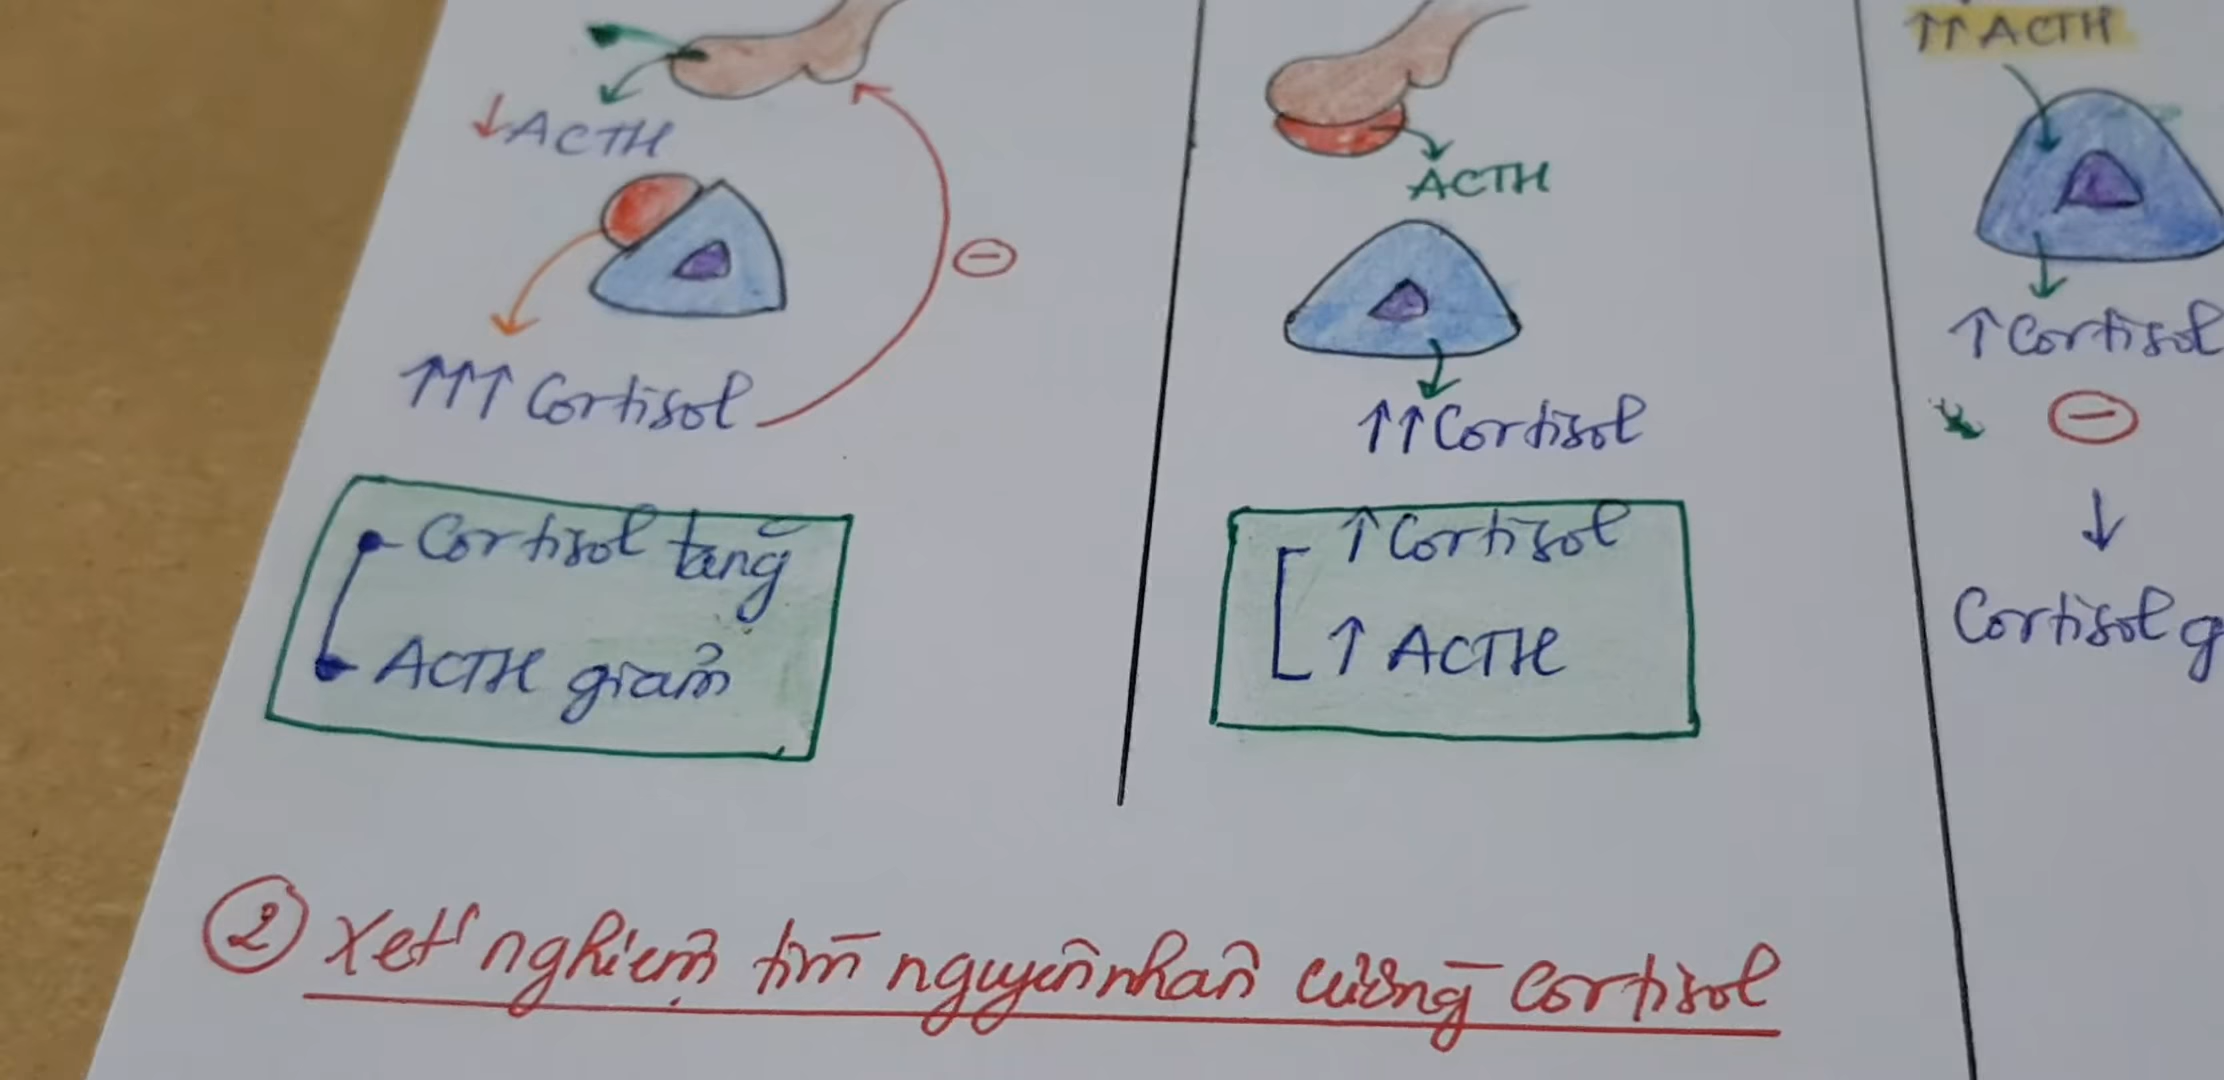 ↓ACTH
↑↑↑ Cortisol
Cortisol tăng
ACTH giảm
ACTH
↑↑Cortisol
↑Cortisol
↑ ACTH
↑↑ ACTH
↑Cortisol
↓
Cortisol g
② Xét nghiệm tìm nguyên nhân cường Cortisol